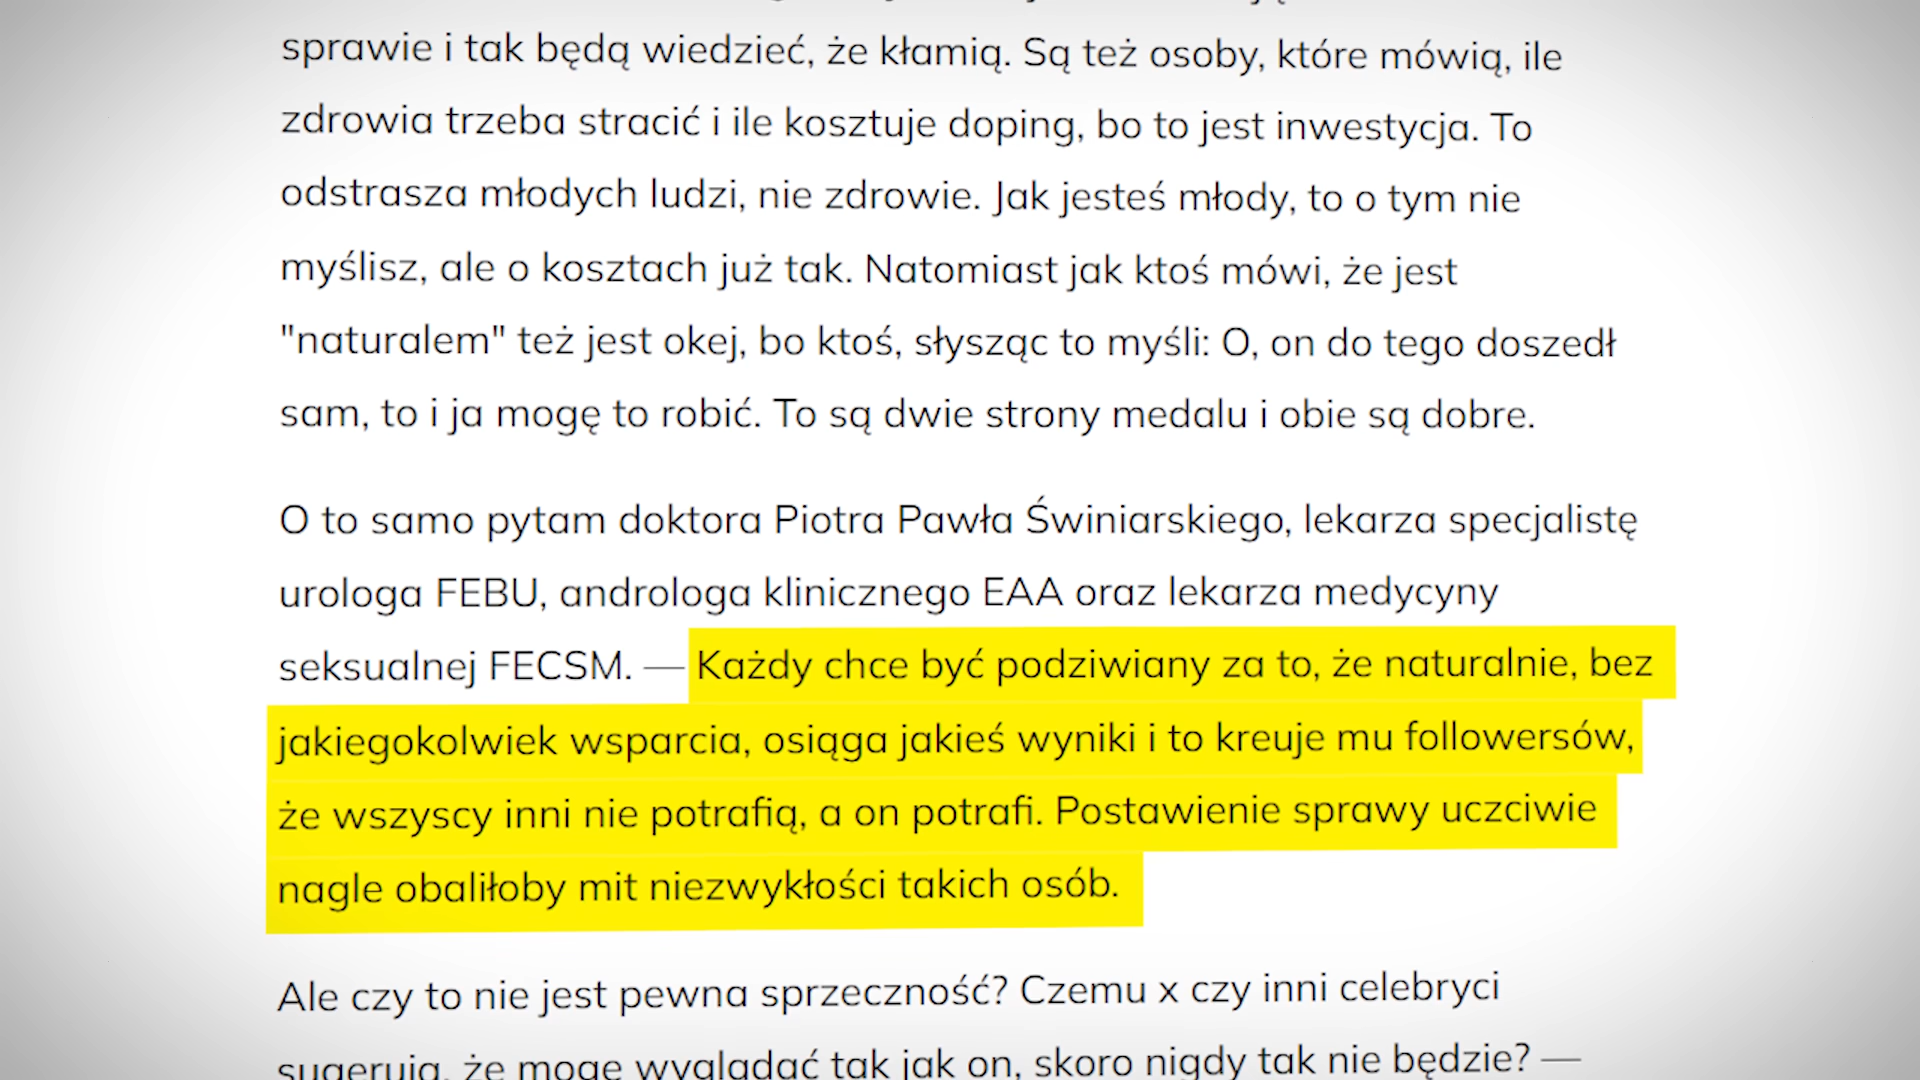 sprawie i tak będą wiedzieć, że kłamią. Są też osoby, które mówią, ile
zdrowia trzeba stracić i ile kosztuje doping, bo to jest inwestycja. To
odstrasza młodych ludzi, nie zdrowie. Jak jesteś młody, to o tym nie
myślisz, ale o kosztach już tak. Natomiast jak ktoś mówi, że jest
"naturalem" też jest okej, bo ktoś, słysząc to myśli: O, on do tego doszedł
sam, to i ja mogę to robić. To są dwie strony medalu i obie są dobre.
O to samo pytam doktora Piotra Pawła Świniarskiego, lekarza specjalistę
urologa FEBU, androloga klinicznego EAA oraz lekarza medycyny
seksualnej FECSM. — Każdy chce być podziwiany za to, że naturalnie, bez
jakiegokolwiek wsparcia, osiąga jakieś wyniki i to kreuje mu followersów,
że wszyscy inni nie potrafią, a on potrafi. Postawienie sprawy uczciwie
nagle obaliłoby mit niezwykłości takich osób.
Ale czy to nie jest pewna sprzeczność? Czemu x czy inni celebryci
sugerują, że mogę wyglądać tak jak on, skoro nigdy tak nie będzie? —